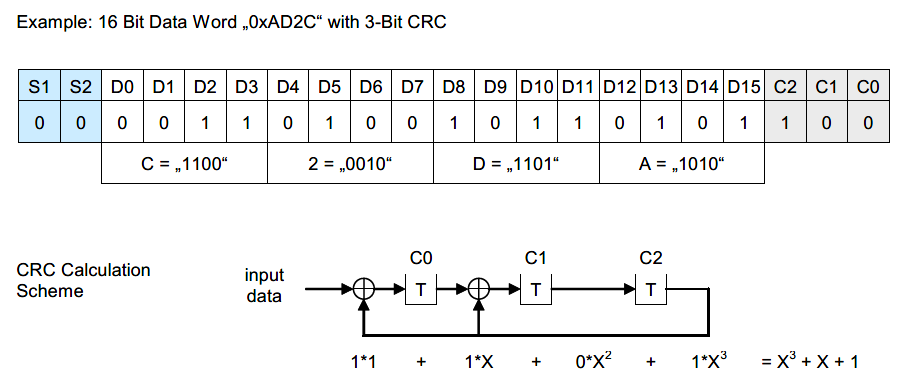 Example: 16 Bit Data Word „0xAD2C“ with 3-Bit CRC
S1 S2 D0 D1 D2 D3 D4 D5 D6 D7 D8 D9 D10 D11 D12 D13 D14 D15 C2 C1 C0
0 0 0 0 1 1 0 1 0 0 1 0 1 1 0 1 0 1 1 0 0
C = „1100“ 2 = „0010“ D = „1101“ A = „1010“
C0 C1 C2
CRC Calculation
Scheme
input
data
T T T
1*1 + 1*X + 0*X² + 1*X³ = X³ + X + 1